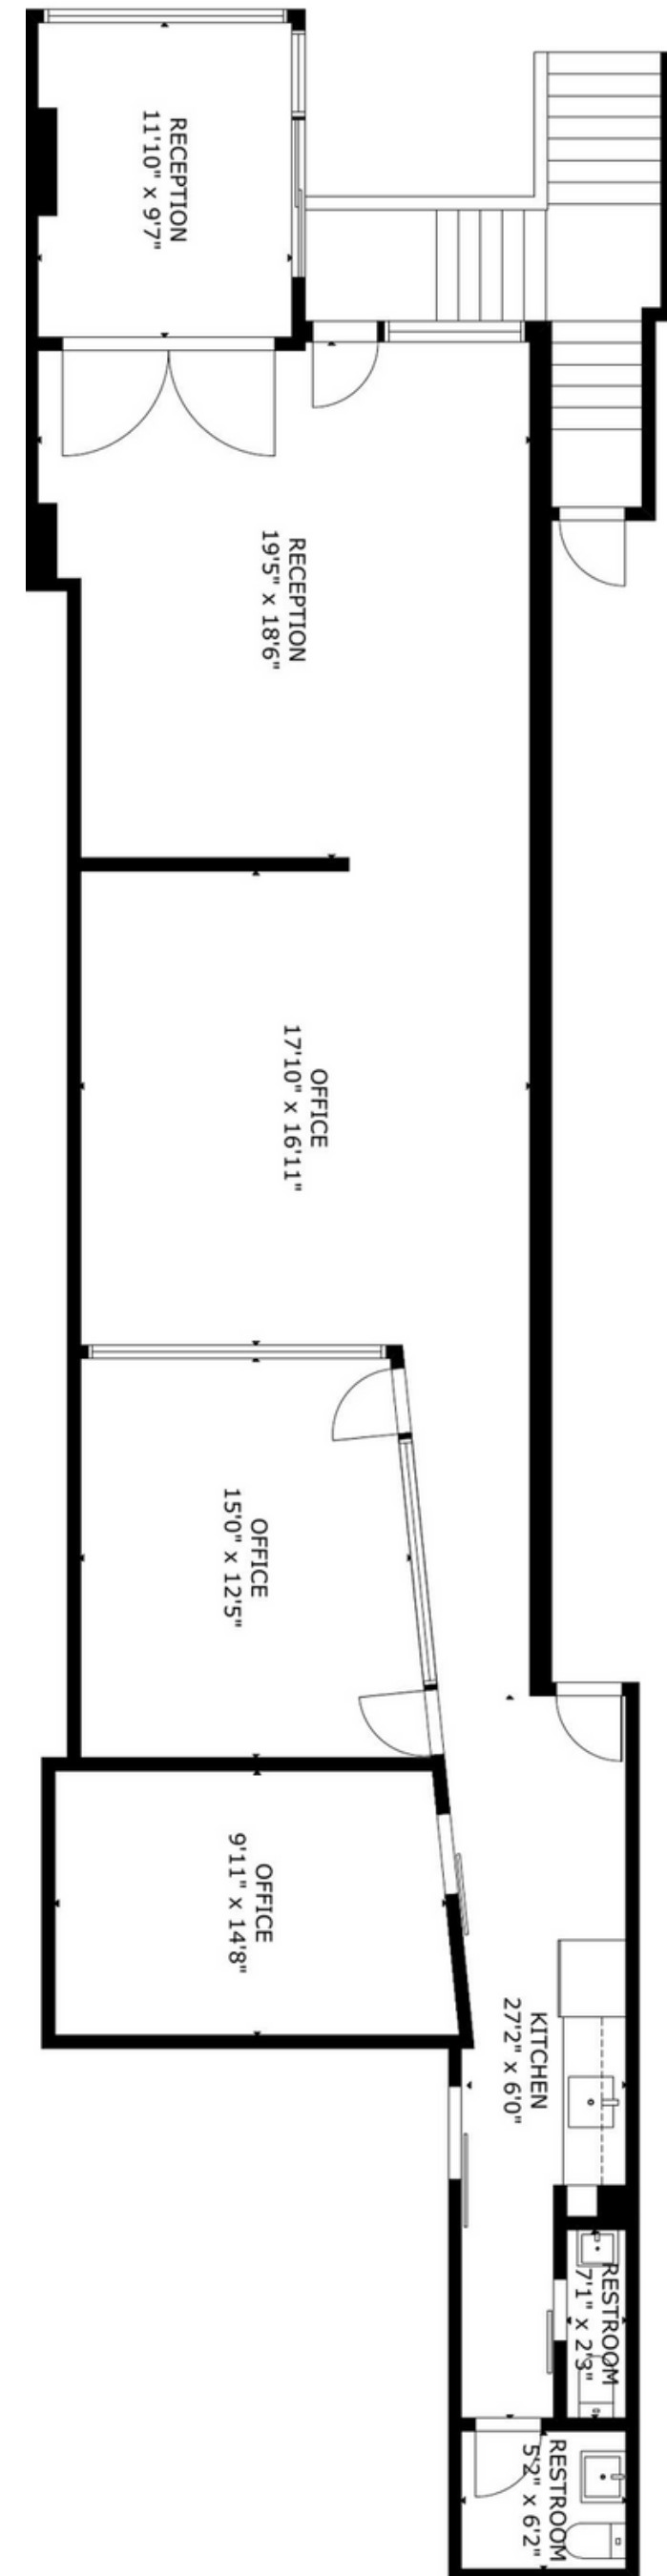 RECEPTION
11'10" x 9'7"
RECEPTION
19'5" x 18'6"
OFFICE
17'10" x 16'11"
OFFICE
15'0" x 12'5"
OFFICE
9'11" x 14'8"
KITCHEN
27'2" x 6'0"
RESTROOM
7'1" x 2'3"
RESTROOM
5'2" x 6'2"